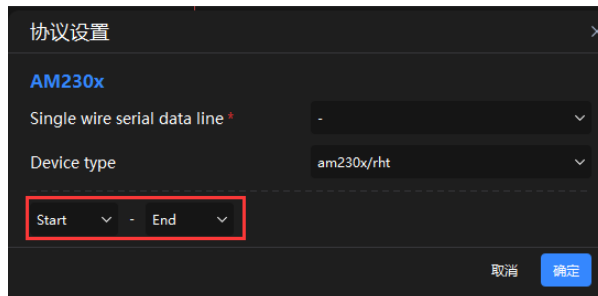 协议设置
AM230x
Single wire serial data line * -
Device type am230x/rht
Start - End
取消 确定